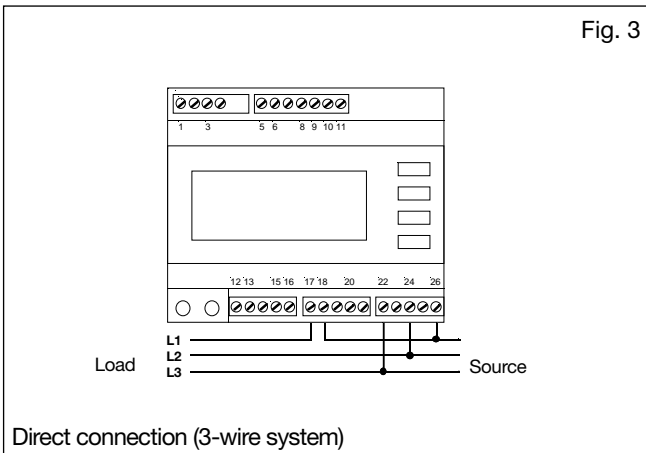 Fig. 3
1 3 5 6 8 9 10 11
12 13 15 16 17 18 20 22 24 26
L1
L2
Load L3 Source
Direct connection (3-wire system)